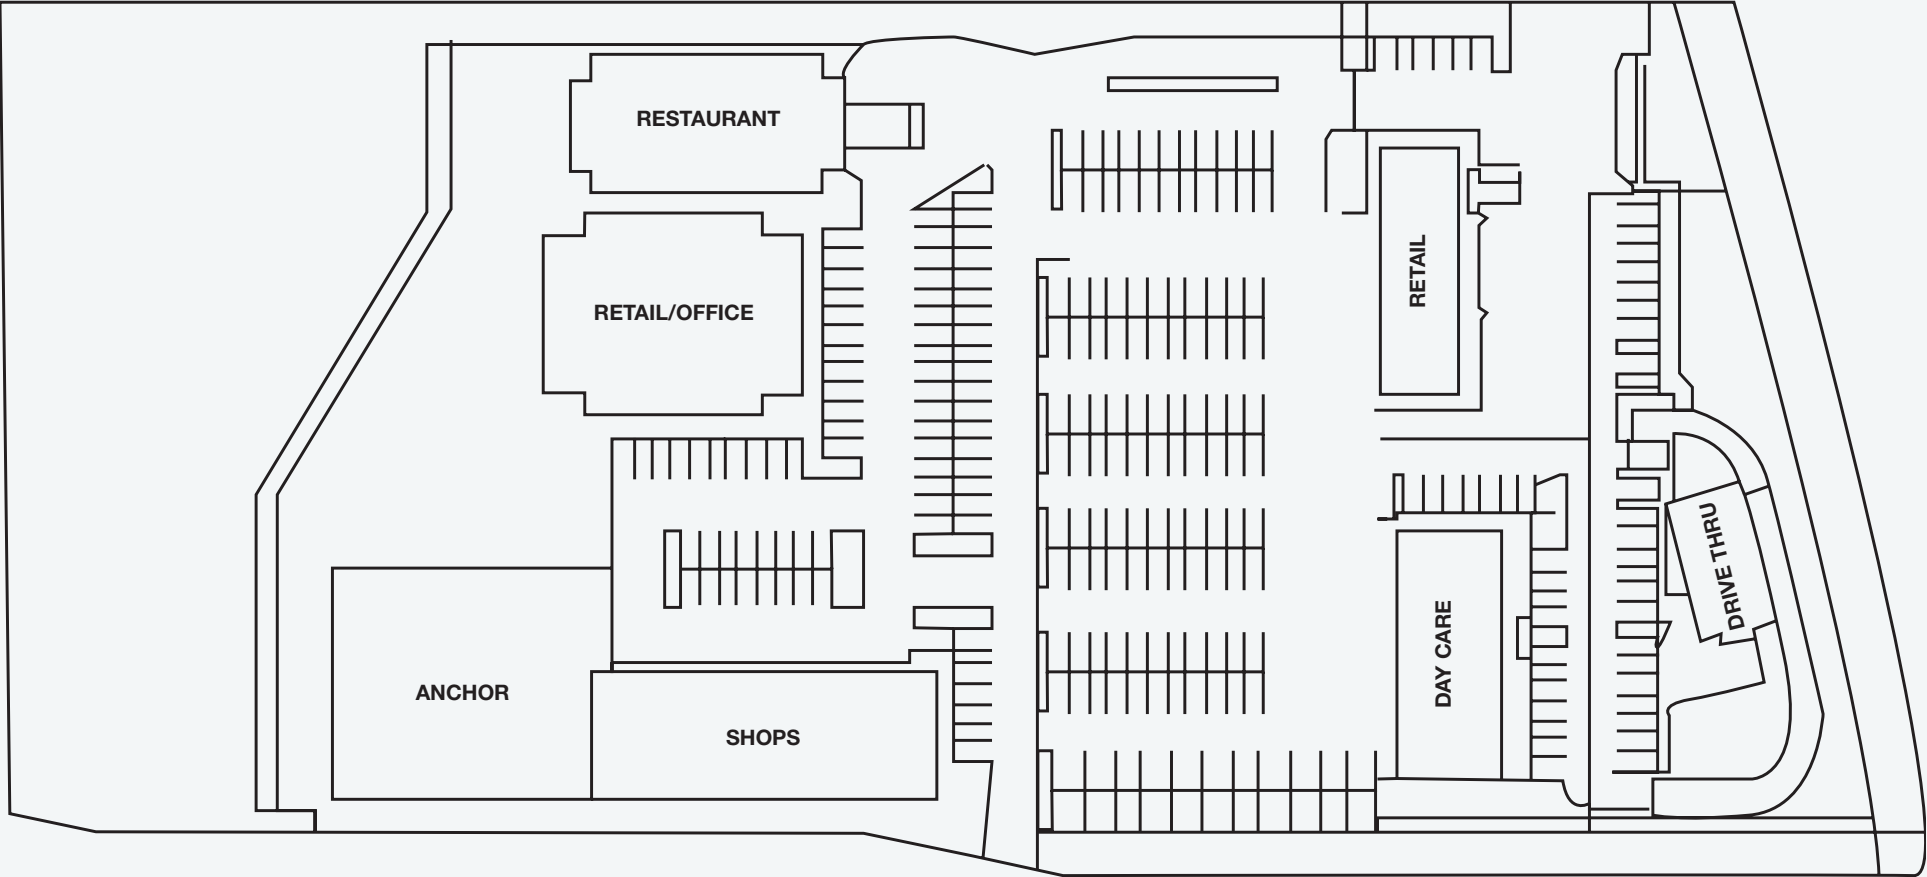 RESTAURANT
RETAIL/OFFICE
RETAIL
ANCHOR
SHOPS
DAY CARE
DRIVE THRU